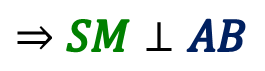 ⇒ SM ⊥ AB